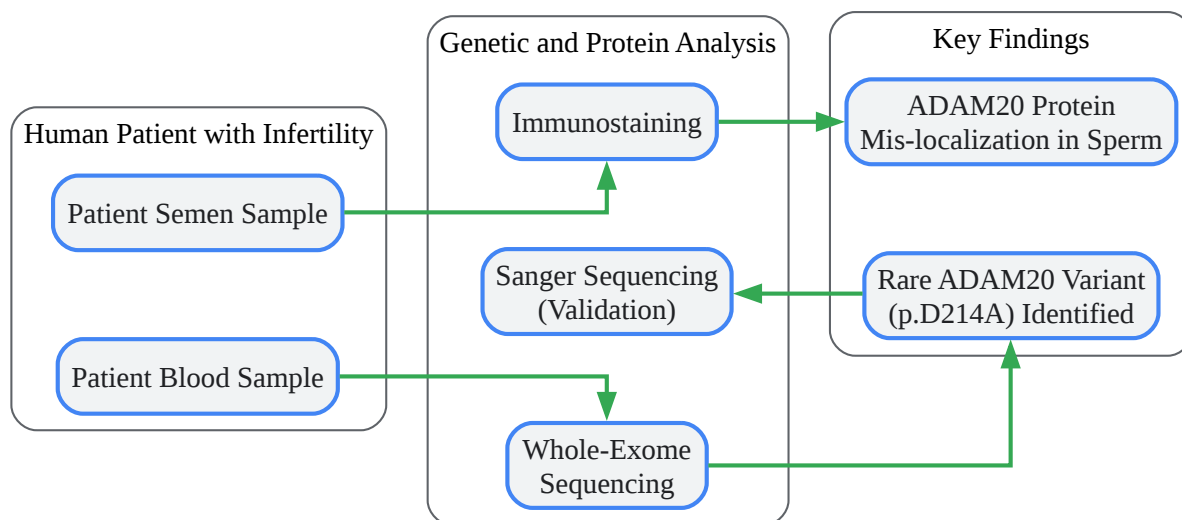 Human Patient with Infertility
Patient Semen Sample
Patient Blood Sample
Genetic and Protein Analysis
Immunostaining
Sanger Sequencing
(Validation)
Whole-Exome
Sequencing
Key Findings
ADAM20 Protein
Mis-localization in Sperm
Rare ADAM20 Variant
(p.D214A) Identified